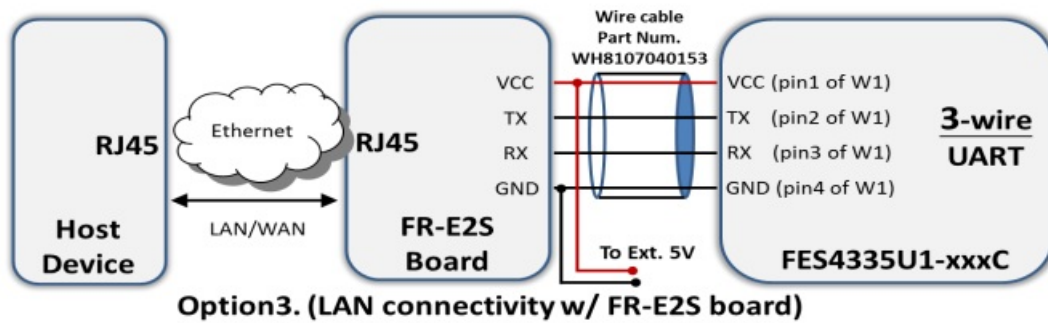 Wire cable
Part Num.
WH8107040153
VCC
VCC (pin1 of W1)
Ethernet
TX
TX (pin2 of W1)
3-wire
RJ45
RJ45
RX
RX (pin3 of W1)
UART
GND
GND (pin4 of W1)
LAN/WAN
Host
Device
FR-E2S
Board
To Ext. 5V
FES4335U1-xxxC
Option3. (LAN connectivity w/ FR-E2S board)